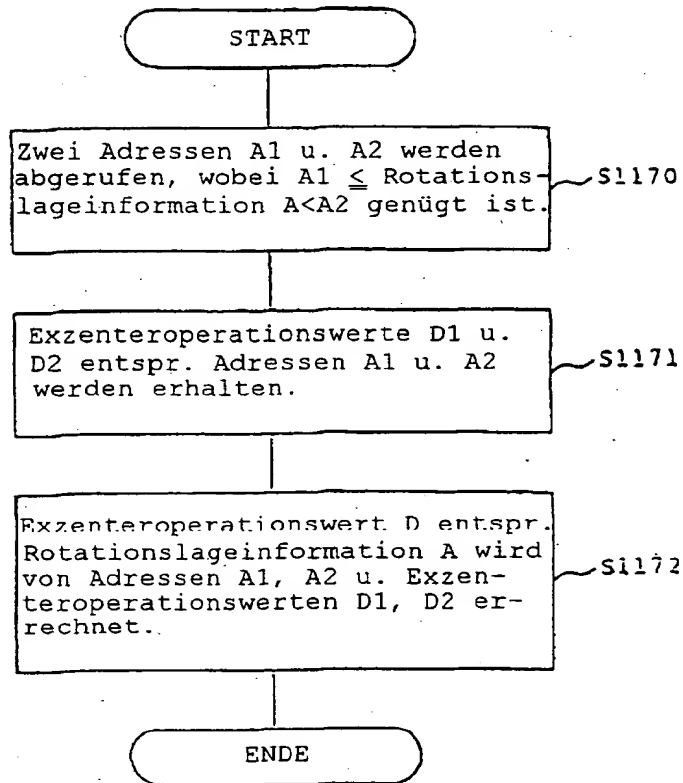 START
Zwei Adressen A1 u. A2 werden
abgerufen, wobei A1 ≦ Rotations-
lageinformation A<A2 genügt ist.
S1170
Exzenteroperationswerte D1 u.
D2 entspr. Adressen A1 u. A2
werden erhalten.
S1171
Exzenteroperationswert D entspr.
Rotationslageinformation A wird
von Adressen A1, A2 u. Exzen-
teroperationswerten D1, D2 er-
rechnet.
S1172
ENDE